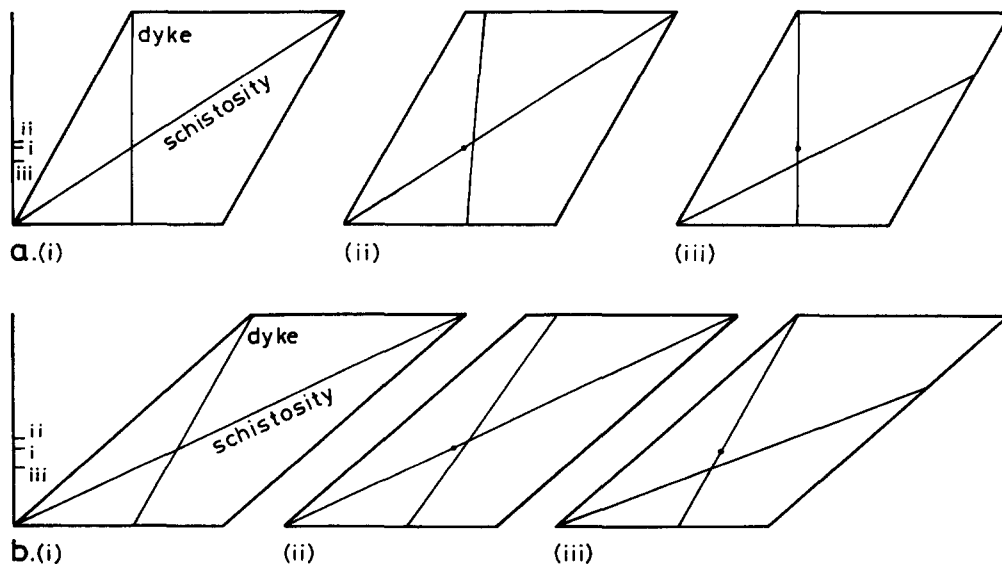 dyke
schistosity
ii
i
iii
a.(i)
(ii)
(iii)
dyke
schistosity
ii
i
iii
b.(i)
(ii)
(iii)